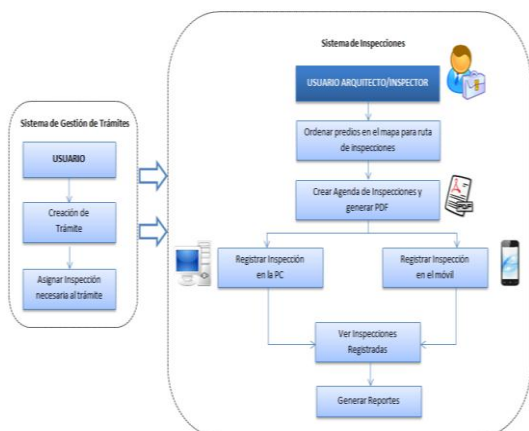 Sistema de Gestión de Trámites
USUARIO
Creación de
Trámite
Asignar Inspección
necesaria al trámite
Sistema de Inspecciones
USUARIO ARQUITECTO/INSPECTOR
Ordenar predios en el mapa para ruta
de inspecciones
Crear Agenda de Inspecciones y
generar PDF
Registrar Inspección
en la PC
Registrar Inspección
en el móvil
Ver Inspecciones
Registradas
Generar Reportes